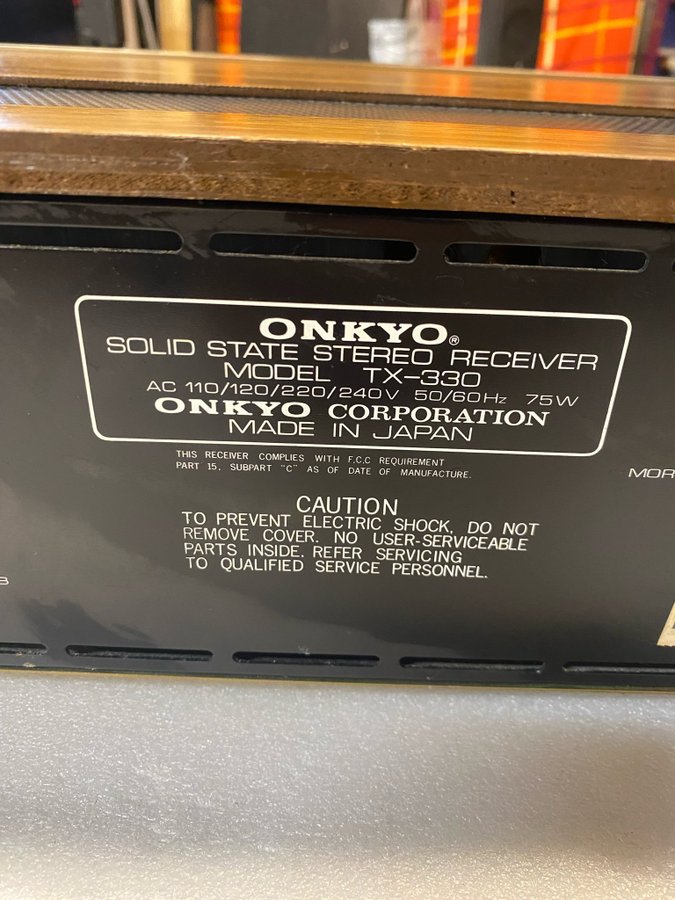 ONKYO®
SOLID STATE STEREO RECEIVER
MODEL TX-330
AC 110/120/220/240V 50/60Hz 75W
ONKYO CORPORATION
MADE IN JAPAN
THIS RECEIVER COMPLIES WITH F.C.C REQUIREMENT
PART 15, SUBPART "C" AS OF DATE OF MANUFACTURE.
MOR
CAUTION
TO PREVENT ELECTRIC SHOCK, DO NOT
REMOVE COVER. NO USER-SERVICEABLE
PARTS INSIDE. REFER SERVICING
TO QUALIFIED SERVICE PERSONNEL.
B